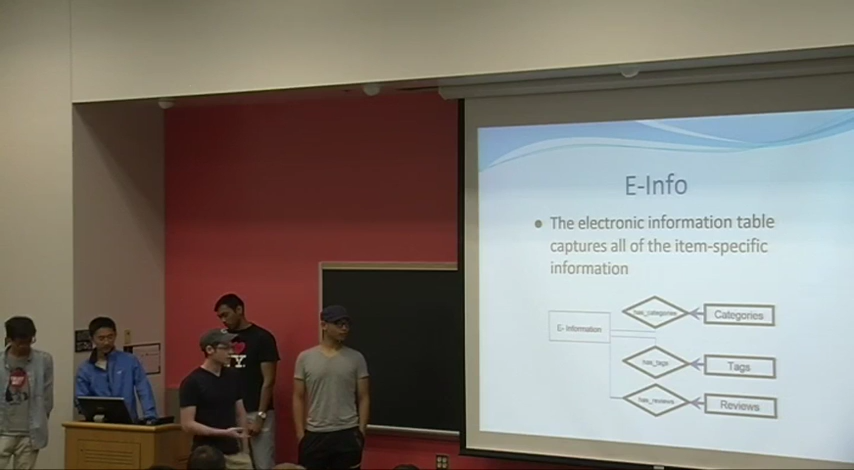 E-Info
The electronic information table
captures all of the item-specific
information
has_categories
Categories
E- Information
has_tags
Tags
has_reviews
Reviews
Y.